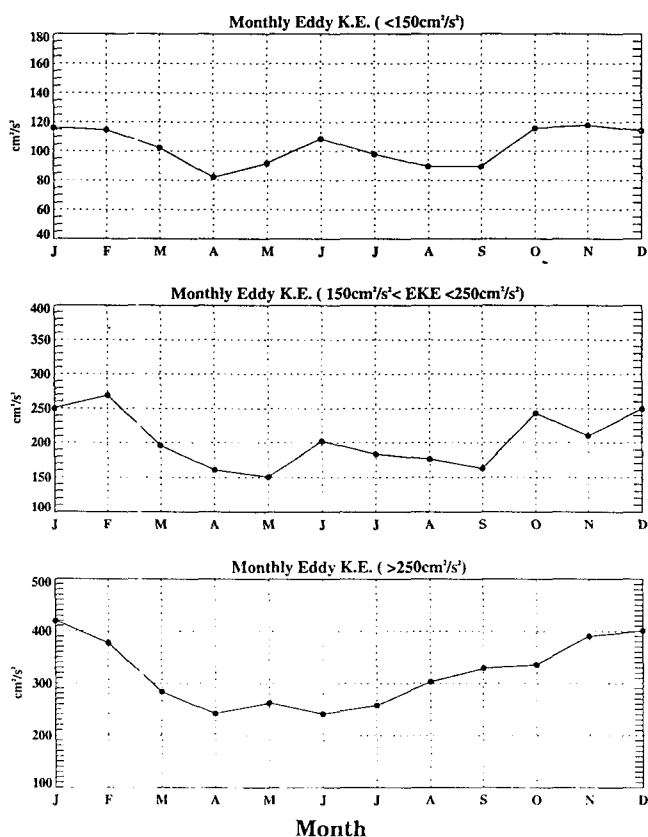 Monthly Eddy K.E. ( <150cm²/s²)
180
160
140
120
100
80
60
40
cm²/s²
J F M A M J J A S O N D
Monthly Eddy K.E. ( 150cm²/s²< EKE <250cm²/s²)
400
350
300
250
200
150
100
cm²/s²
J F M A M J J A S O N D
Monthly Eddy K.E. ( >250cm²/s²)
500
400
300
200
100
cm²/s²
J F M A M J J A S O N D
Month